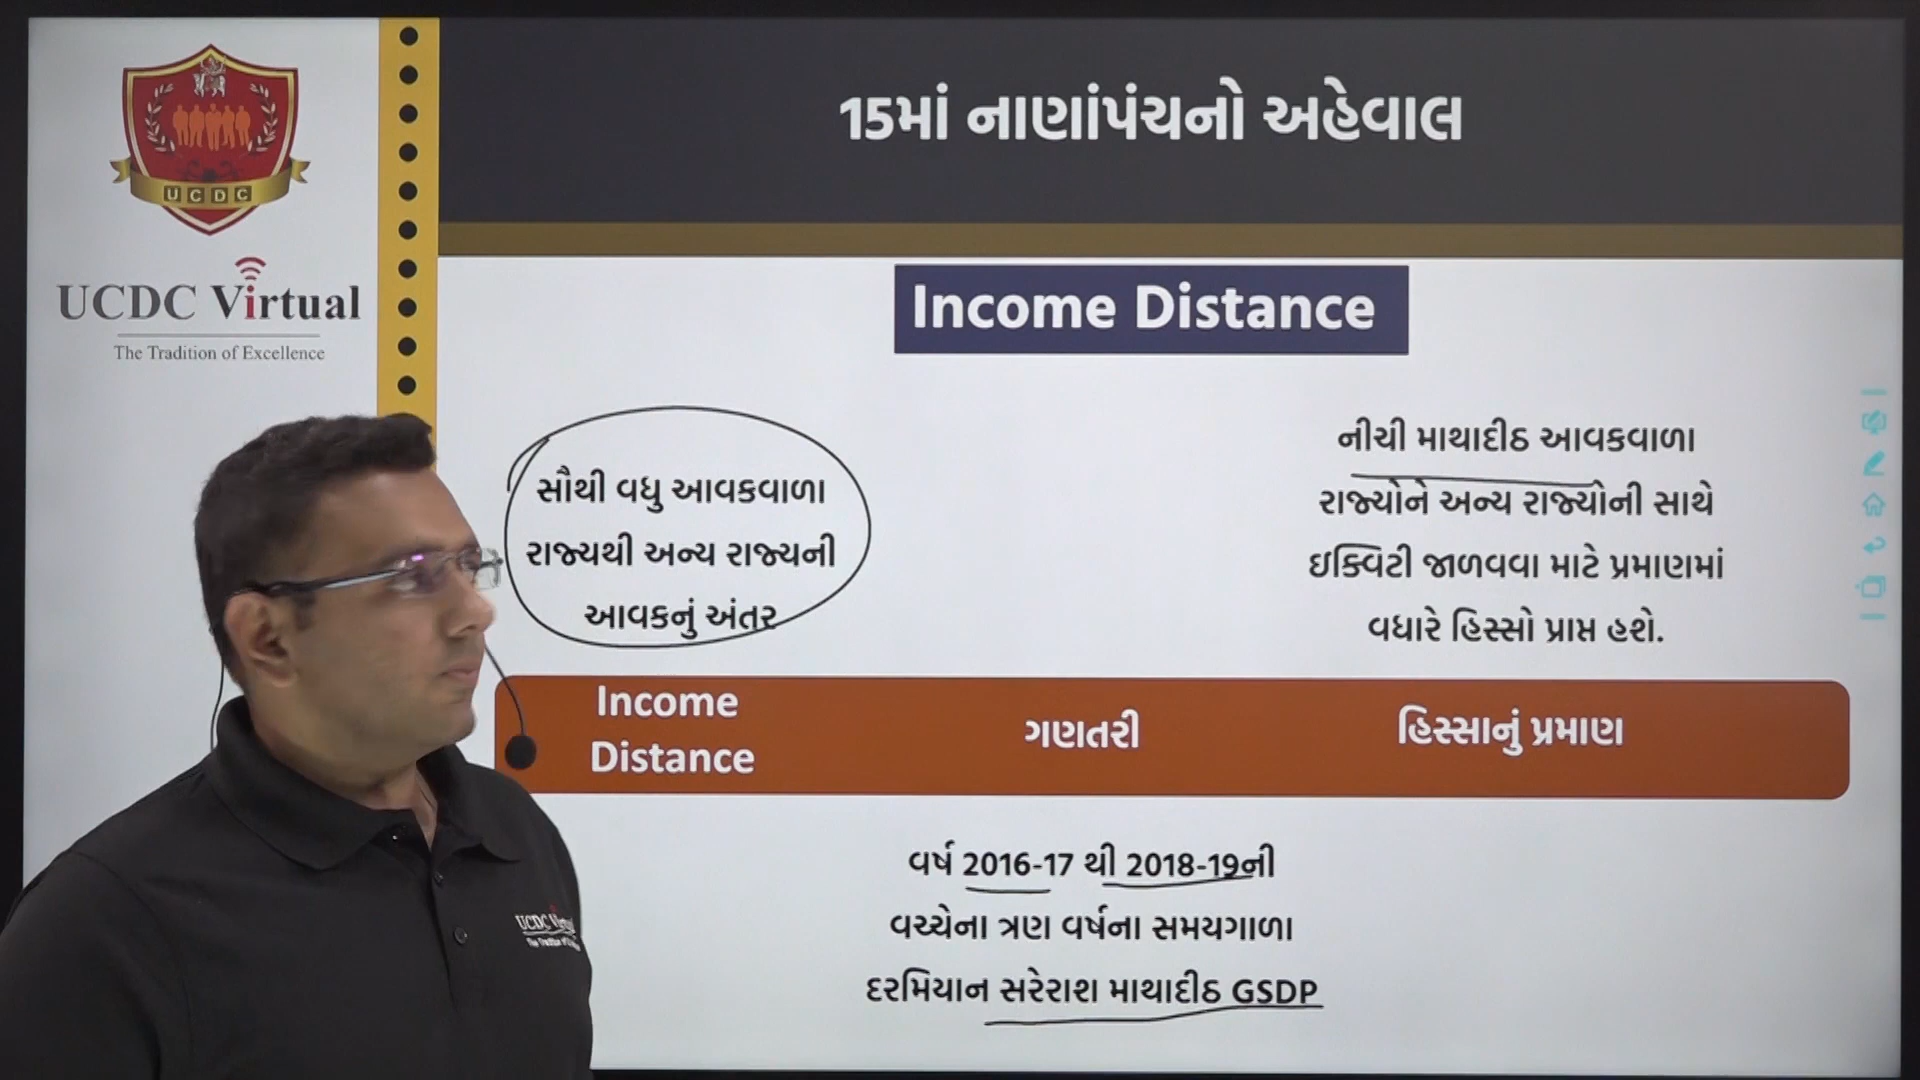 UCDC
UCDC Virtual
The Tradition of Excellence
15માં નાણાંપંચનો અહેવાલ
Income Distance
સૌથી વધુ આવકવાળા
રાજ્યથી અન્ય રાજ્યની
આવકનું અંતર
નીચી માથાદીઠ આવકવાળા
રાજ્યોને અન્ય રાજ્યોની સાથે
ઇક્વિટી જાળવવા માટે પ્રમાણમાં
વધારે હિસ્સો પ્રાપ્ત હશે.
Income
Distance
ગણતરી
હિસ્સાનું પ્રમાણ
વર્ષ 2016-17 થી 2018-19ની
વચ્ચેના ત્રણ વર્ષના સમયગાળા
દરમિયાન સરેરાશ માથાદીઠ GSDP
UCDC